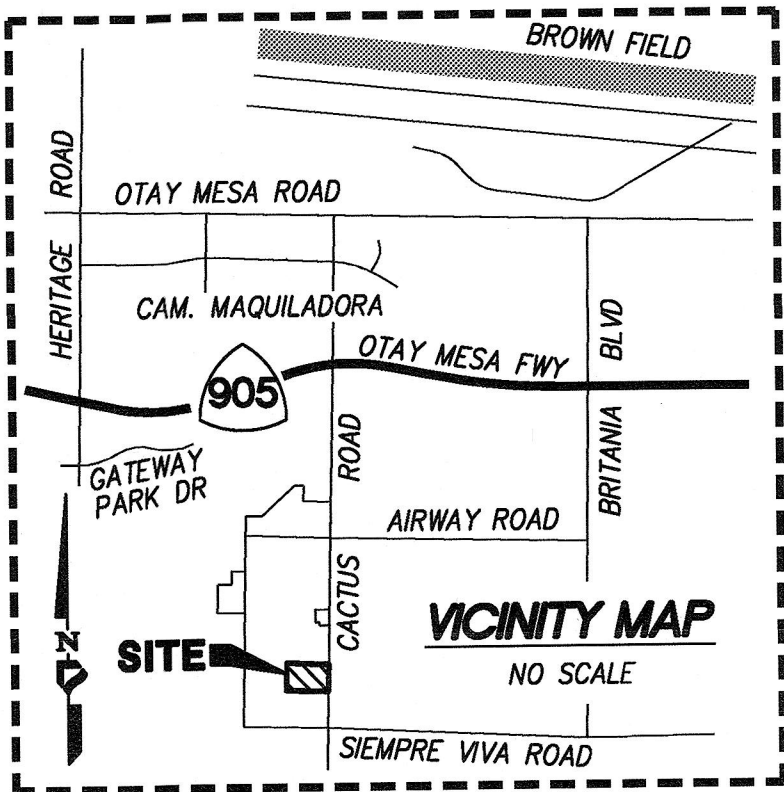 BROWN FIELD
HERITAGE ROAD
OTAY MESA ROAD
CAM. MAQUILADORA
OTAY MESA FWY
BRITANIA BLVD
905
GATEWAY
PARK DR
CACTUS ROAD
AIRWAY ROAD
VICINITY MAP
NO SCALE
N
SITE
SIEMPRE VIVA ROAD